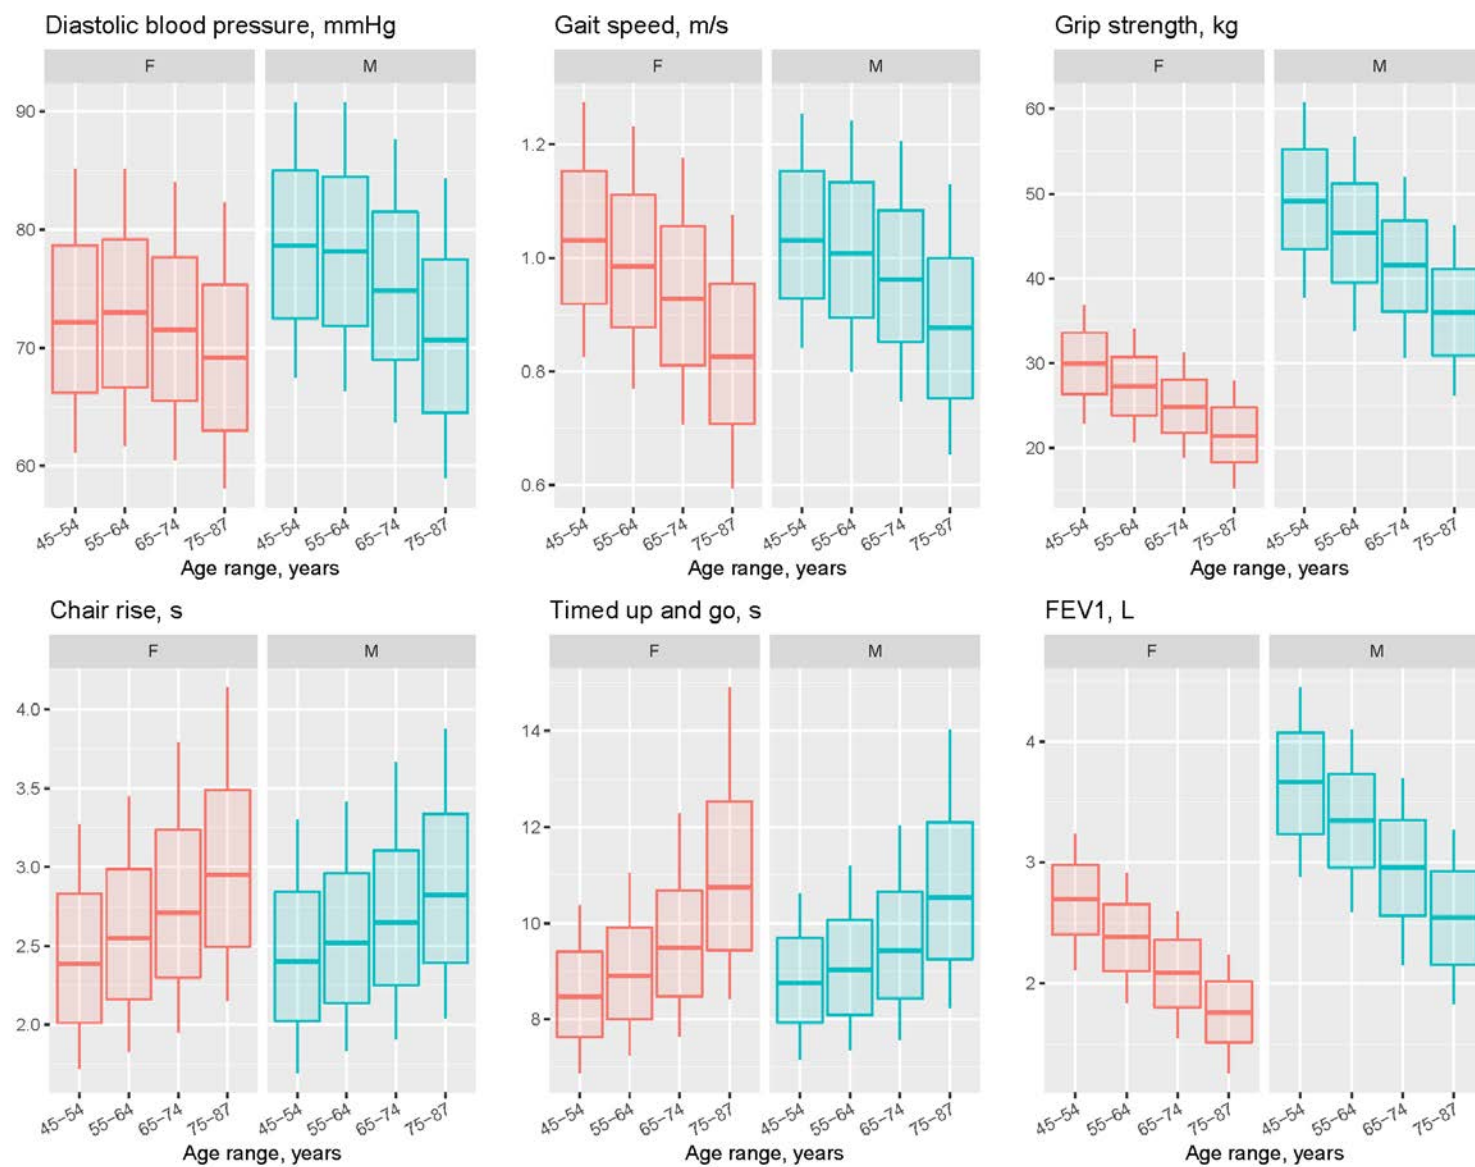 Diastolic blood pressure, mmHg
F M
90
80
70
60
45–54 55–64 65–74 75–87 45–54 55–64 65–74 75–87
Age range, years
Gait speed, m/s
F M
1.2
1.0
0.8
0.6
45–54 55–64 65–74 75–87 45–54 55–64 65–74 75–87
Age range, years
Grip strength, kg
F M
60
50
40
30
20
45–54 55–64 65–74 75–87 45–54 55–64 65–74 75–87
Age range, years
Chair rise, s
F M
4.0
3.5
3.0
2.5
2.0
45–54 55–64 65–74 75–87 45–54 55–64 65–74 75–87
Age range, years
Timed up and go, s
F M
14
12
10
8
45–54 55–64 65–74 75–87 45–54 55–64 65–74 75–87
Age range, years
FEV1, L
F M
4
3
2
45–54 55–64 65–74 75–87 45–54 55–64 65–74 75–87
Age range, years